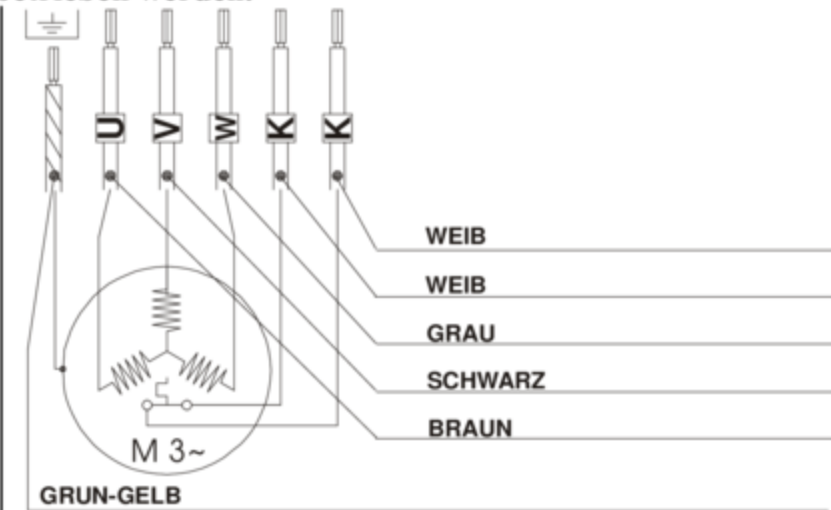 U V W K K
WEIB
WEIB
GRAU
SCHWARZ
BRAUN
M 3~
GRUN-GELB